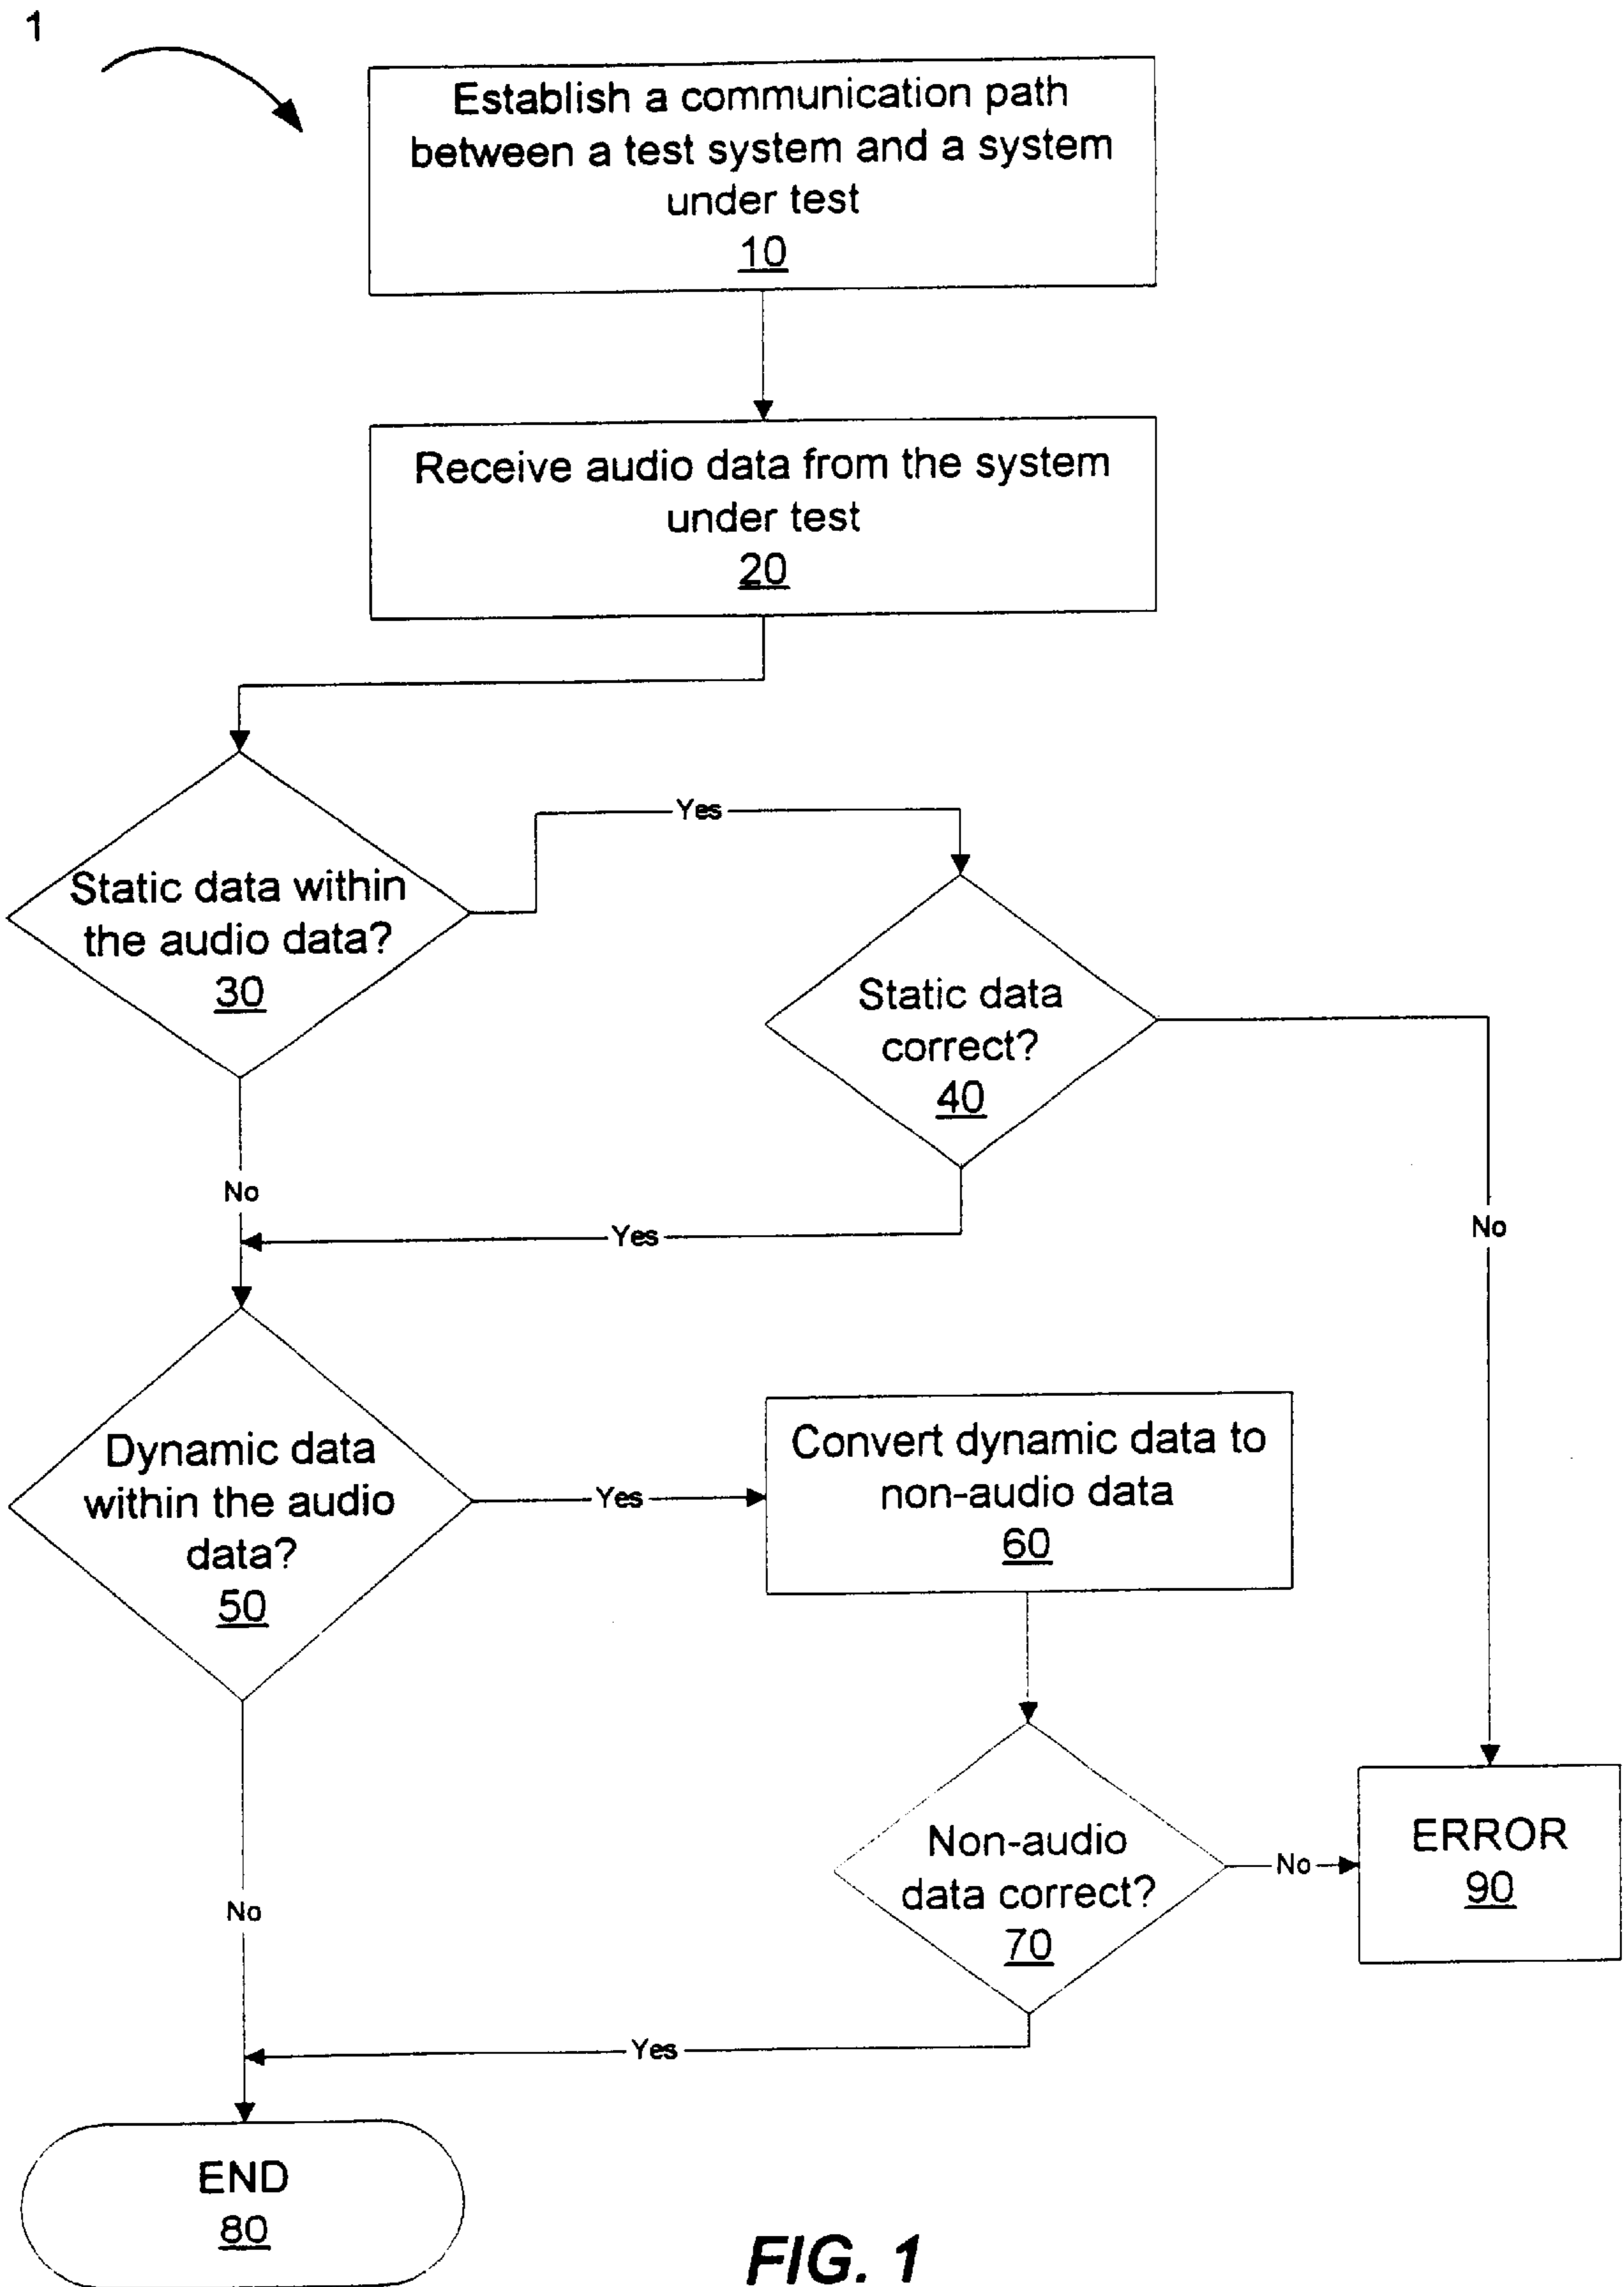 1
Establish a communication path
between a test system and a system
under test
10
Receive audio data from the system
under test
20
Yes
Static data within
the audio data?
30
Static data
correct?
40
No
Yes
No
Dynamic data
within the audio
data?
50
Yes
Convert dynamic data to
non-audio data
60
Non-audio
data correct?
70
No
ERROR
90
No
Yes
END
80
FIG. 1